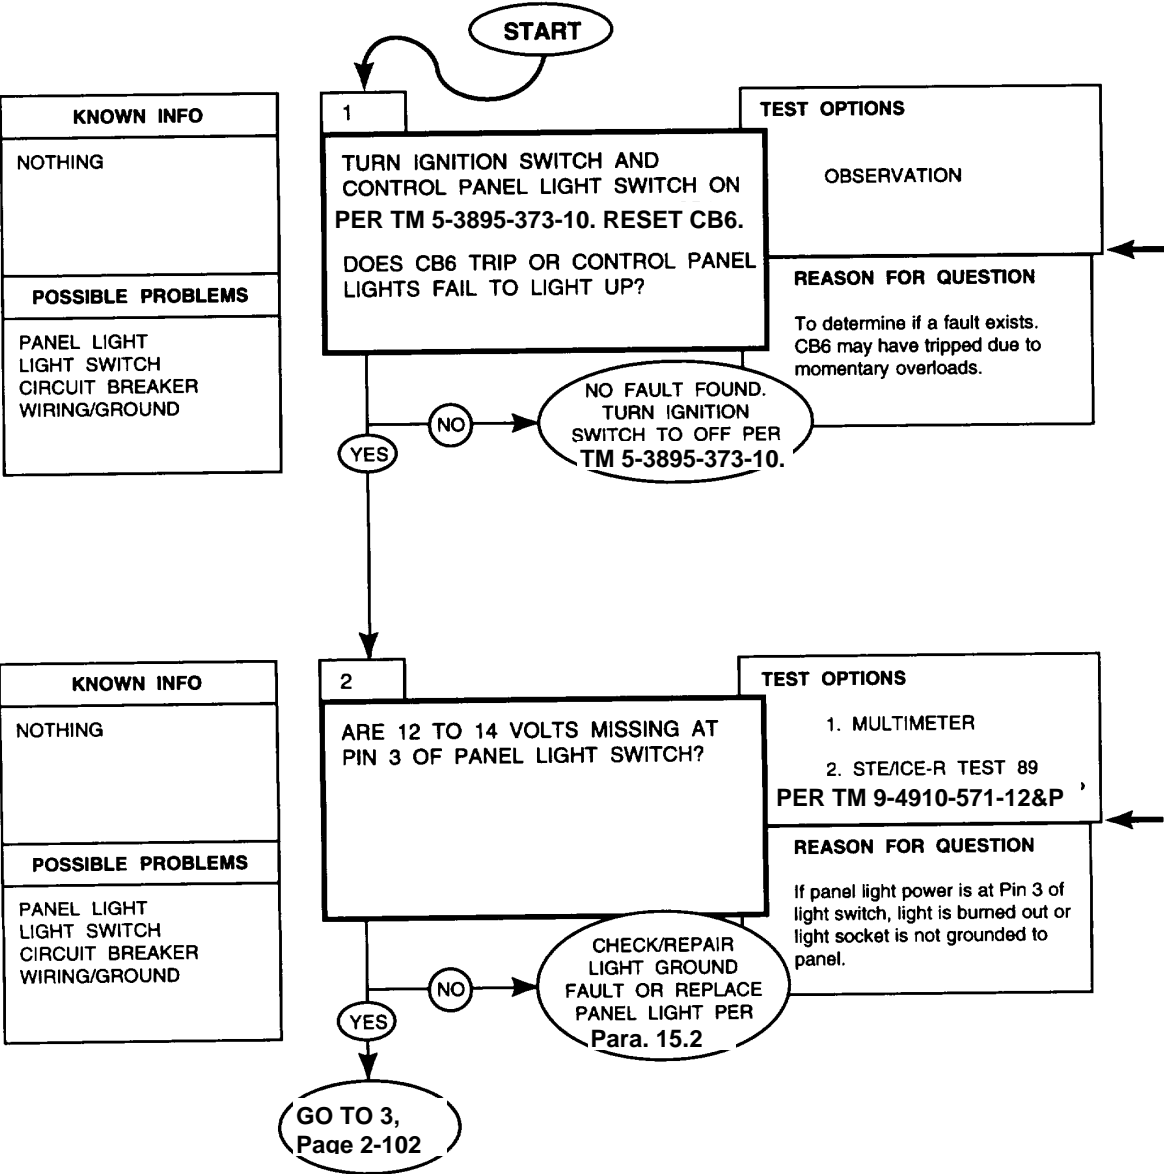 START
KNOWN INFO
NOTHING
POSSIBLE PROBLEMS
PANEL LIGHT
LIGHT SWITCH
CIRCUIT BREAKER
WIRING/GROUND
1
TURN IGNITION SWITCH AND
CONTROL PANEL LIGHT SWITCH ON
PER TM 5-3895-373-10. RESET CB6.
DOES CB6 TRIP OR CONTROL PANEL
LIGHTS FAIL TO LIGHT UP?
TEST OPTIONS
OBSERVATION
REASON FOR QUESTION
To determine if a fault exists.
CB6 may have tripped due to
momentary overloads.
NO
NO FAULT FOUND.
TURN IGNITION
SWITCH TO OFF PER
TM 5-3895-373-10.
YES
KNOWN INFO
NOTHING
POSSIBLE PROBLEMS
PANEL LIGHT
LIGHT SWITCH
CIRCUIT BREAKER
WIRING/GROUND
2
ARE 12 TO 14 VOLTS MISSING AT
PIN 3 OF PANEL LIGHT SWITCH?
TEST OPTIONS
1. MULTIMETER
2. STE/ICE-R TEST 89
PER TM 9-4910-571-12&P
REASON FOR QUESTION
If panel light power is at Pin 3 of
light switch, light is burned out or
light socket is not grounded to
panel.
NO
CHECK/REPAIR
LIGHT GROUND
FAULT OR REPLACE
PANEL LIGHT PER
Para. 15.2
YES
GO TO 3,
Page 2-102